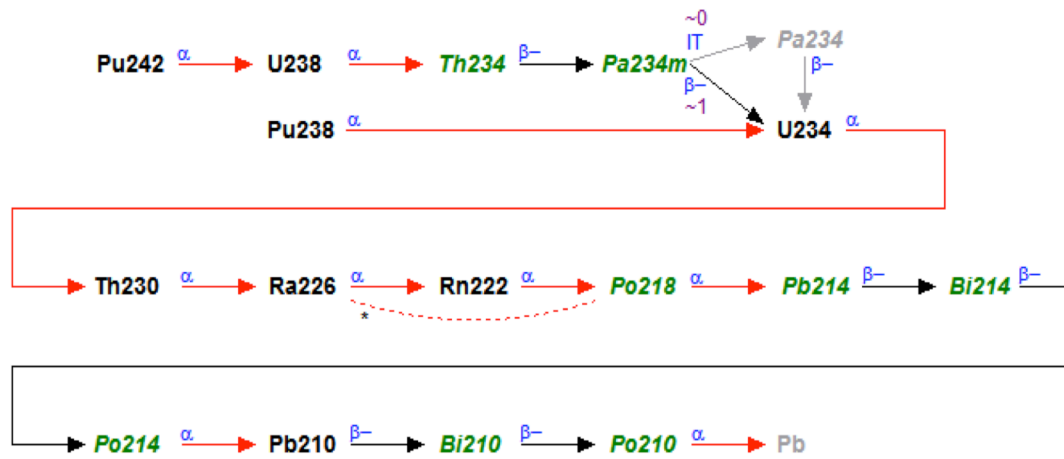 ~0
Pu242 α U238 α Th234 β− Pa234m IT Pa234
β− β−
~1
Pu238 α U234 α
Th230 α Ra226 α Rn222 α Po218 α Pb214 β− Bi214 β−
*
Po214 α Pb210 β− Bi210 β− Po210 α Pb